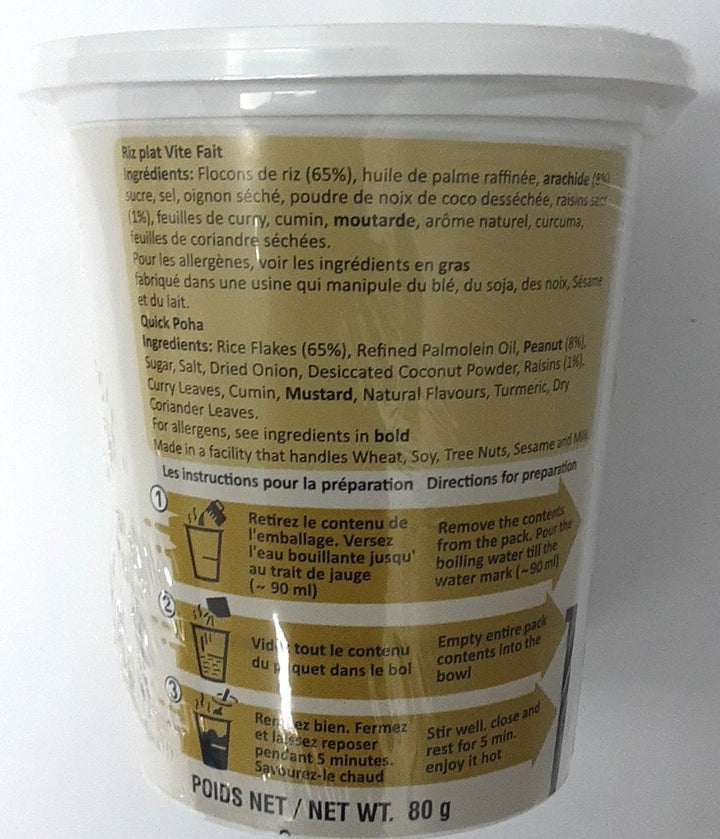 Riz plat Vite Fait
Ingrédients: Flocons de riz (65%), huile de palme raffinée, arachide (8%)
sucre, sel, oignon séché, poudre de noix de coco desséchée, raisins secs
(1%), feuilles de curry, cumin, moutarde, arôme naturel, curcuma,
feuilles de coriandre séchées.
Pour les allergènes, voir les ingrédients en gras
fabriqué dans une usine qui manipule du blé, du soja, des noix, Sésame
et du lait.
Quick Poha
Ingredients: Rice Flakes (65%), Refined Palmolein Oil, Peanut (8%),
Sugar, Salt, Dried Onion, Desiccated Coconut Powder, Raisins (1%),
Curry Leaves, Cumin, Mustard, Natural Flavours, Turmeric, Dry
Coriander Leaves.
For allergens, see ingredients in bold
Made in a facility that handles Wheat, Soy, Tree Nuts, Sesame and Milk
Les instructions pour la préparation Directions for preparation
1
Retirez le contenu de
l'emballage. Versez
l'eau bouillante jusqu'
au trait de jauge
(~ 90 ml)
Remove the contents
from the pack. Pour the
boiling water till the
water mark (~90 ml)
2
tout le contenu
du dans le bol
Empty entire pack
contents into the
bowl
3
bien. Fermez
et laissez reposer
pendant 5 minutes.
Savourez-le chaud
Stir well. close and
rest for 5 min.
enjoy it hot
POIDS NET / NET WT. 80 g